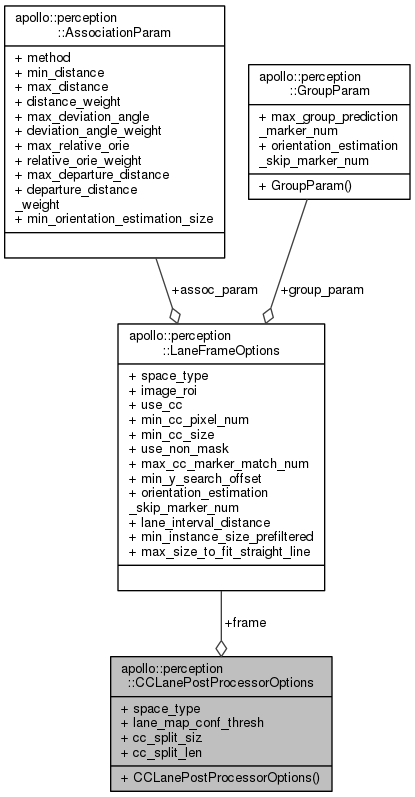 apollo::perception
::AssociationParam
+ method
+ min_distance
+ max_distance
+ distance_weight
+ max_deviation_angle
+ deviation_angle_weight
+ max_relative_orie
+ relative_orie_weight
+ max_departure_distance
+ departure_distance
_weight
+ min_orientation_estimation_size
apollo::perception
::GroupParam
+ max_group_prediction
_marker_num
+ orientation_estimation
_skip_marker_num
+ GroupParam()
+assoc_param
+group_param
apollo::perception
::LaneFrameOptions
+ space_type
+ image_roi
+ use_cc
+ min_cc_pixel_num
+ min_cc_size
+ use_non_mask
+ max_cc_marker_match_num
+ min_y_search_offset
+ orientation_estimation
_skip_marker_num
+ lane_interval_distance
+ min_instance_size_prefiltered
+ max_size_to_fit_straight_line
+frame
apollo::perception
::CCLanePostProcessorOptions
+ space_type
+ lane_map_conf_thresh
+ cc_split_siz
+ cc_split_len
+ CCLanePostProcessorOptions()